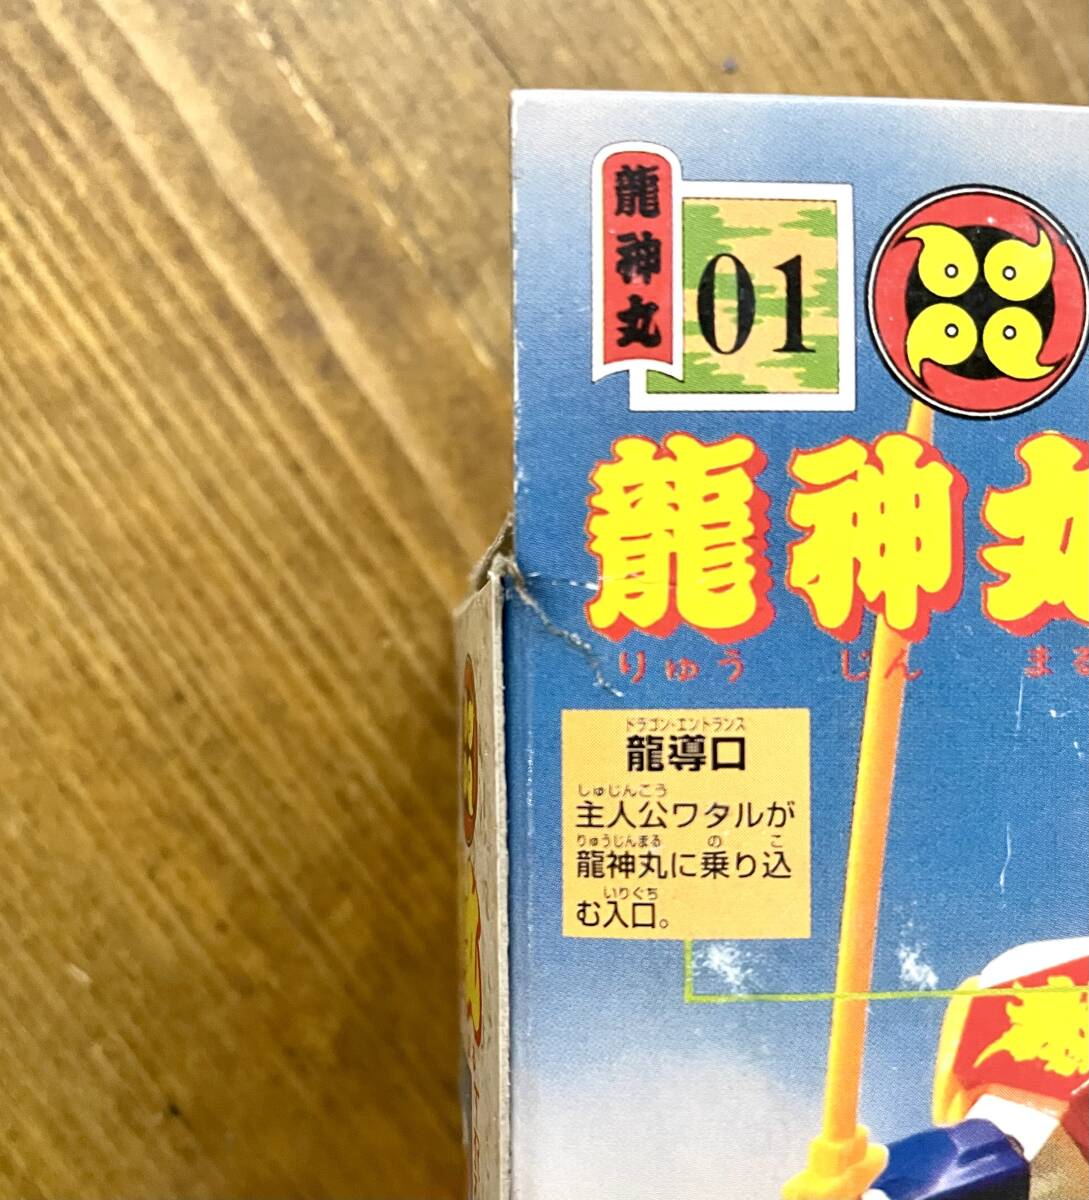 龍神丸
01
龍神丸
りゅう じん まる
ドラゴン・エントランス
龍導口
しゅじんこう
主人公ワタルが
りゅうじんまる の こ
龍神丸に乗り込
いりぐち
む入口。